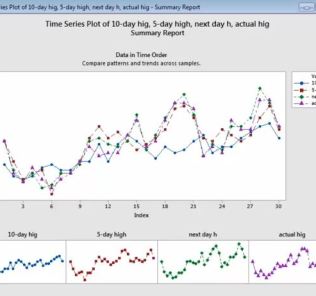 ies Plot of 10-day hig, 5-day high, next day h, actual hig - Summary Report
Time Series Plot of 10-day hig, 5-day high, next day h, actual hig
Summary Report
Data in Time Order
Compare patterns and trends across samples.
Va
10
5-
ne
ac
3 6 9 12 15 18 21 24 27 30
Index
10-day hig 5-day high next day h actual hig